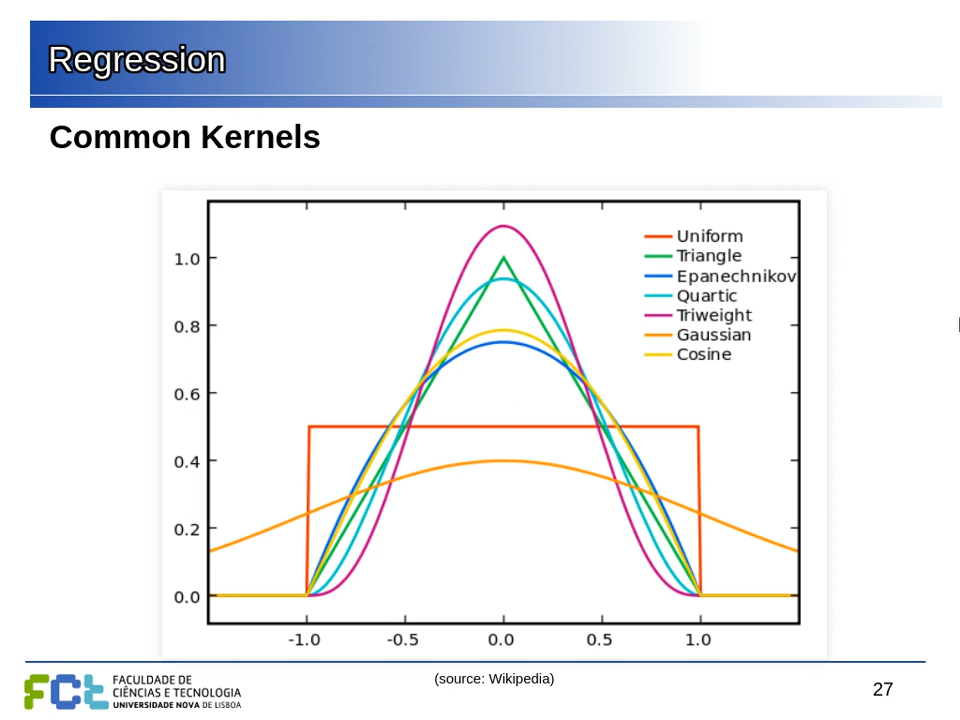 Regression
Common Kernels
Uniform
Triangle
Epanechnikov
Quartic
Triweight
Gaussian
Cosine
1.0
0.8
0.6
0.4
0.2
0.0
-1.0 -0.5 0.0 0.5 1.0
FCt
FACULDADE DE
CIÊNCIAS E TECNOLOGIA
UNIVERSIDADE NOVA DE LISBOA
(source: Wikipedia)
27